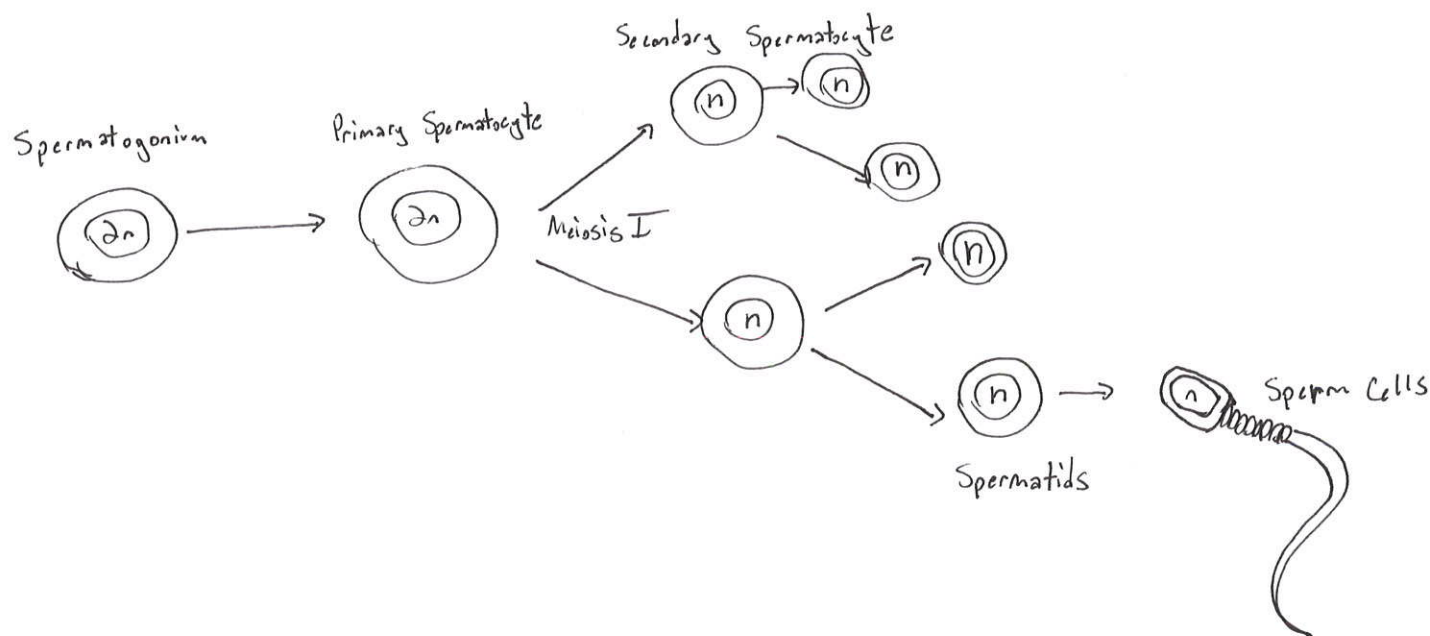 Secondary Spermatocyte
Spermatogonium
Primary Spermatocyte
2n
2n
Meiosis I
n
n
n
n
n
n
n
Sperm Cells
Spermatids